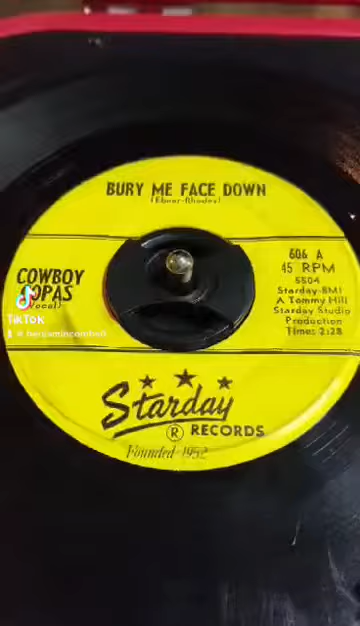 BURY ME FACE DOWN
(Ebner-Rhodes)
COWBOY
COPAS
(Vocal)
606 A
45 RPM
5504
Starday-BMI
A Tommy Hill
Starday Studio
Production
Time: 2:28
Starday
® RECORDS
Founded 1952
TikTok